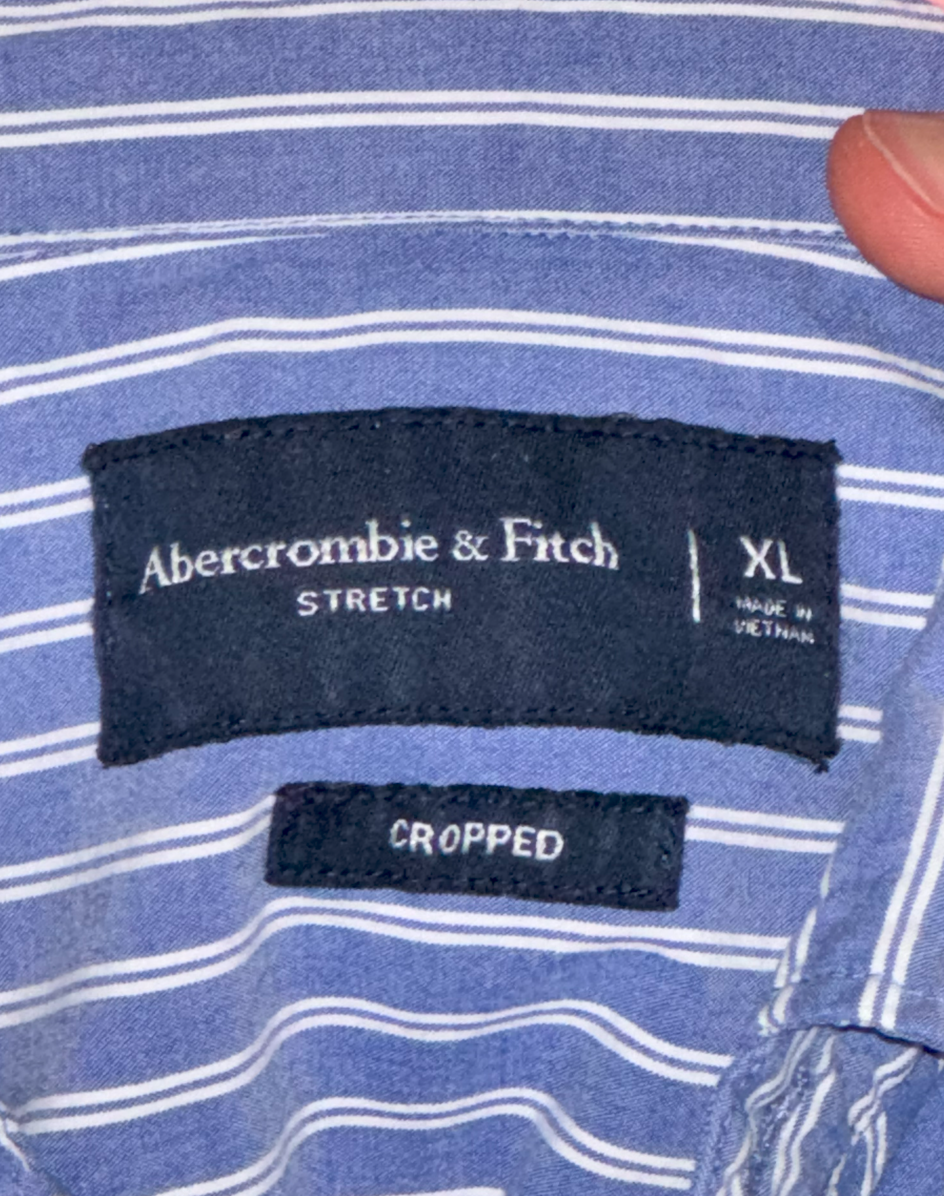 Abercrombie & Fitch
STRETCH
XL
MADE IN
VIETNAM
CROPPED